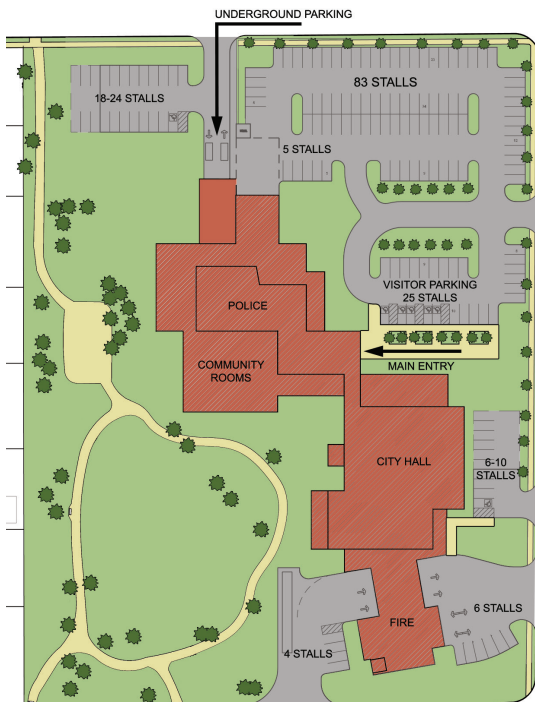 UNDERGROUND PARKING
83 STALLS
18-24 STALLS
5 STALLS
VISITOR PARKING
25 STALLS
POLICE
COMMUNITY
ROOMS
MAIN ENTRY
CITY HALL
6-10
STALLS
FIRE
6 STALLS
4 STALLS